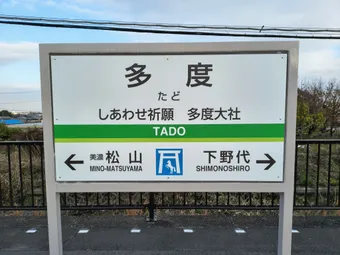 多度
たど
しあわせ祈願 多度大社
TADO
美濃松山 下野代
MINO-MATSUYAMA SHIMONOSHIRO